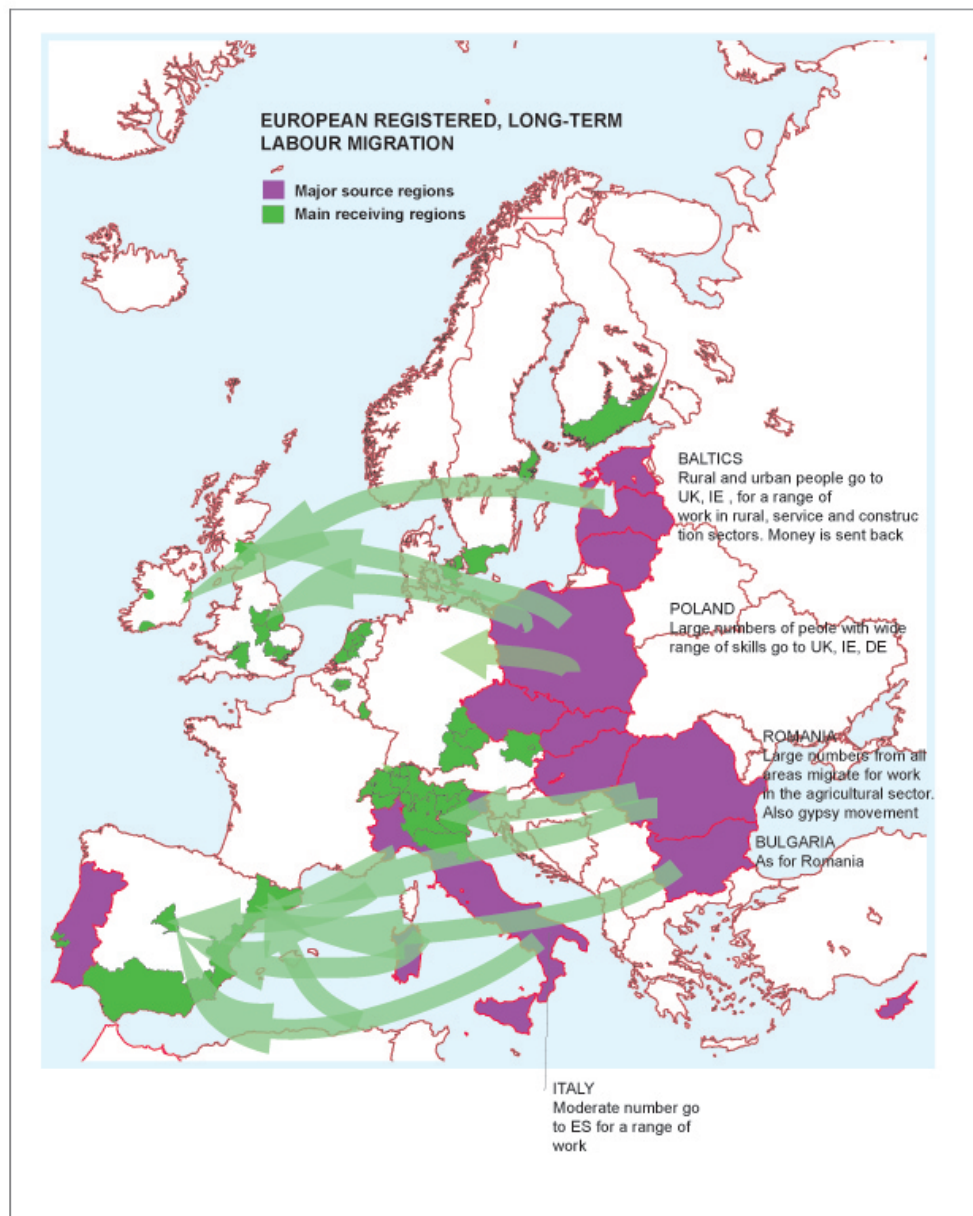 EUROPEAN REGISTERED, LONG-TERM
LABOUR MIGRATION
Major source regions
Main receiving regions
BALTICS
Rural and urban people go to
UK, IE , for a range of
work in rural, service and construc
tion sectors. Money is sent back
POLAND
Large numbers of peole with wide
range of skills go to UK, IE, DE
ROMANIA
Large numbers from all
areas migrate for work
in the agricultural sector.
Also gypsy movement
BULGARIA
As for Romania
ITALY
Moderate number go
to ES for a range of
work